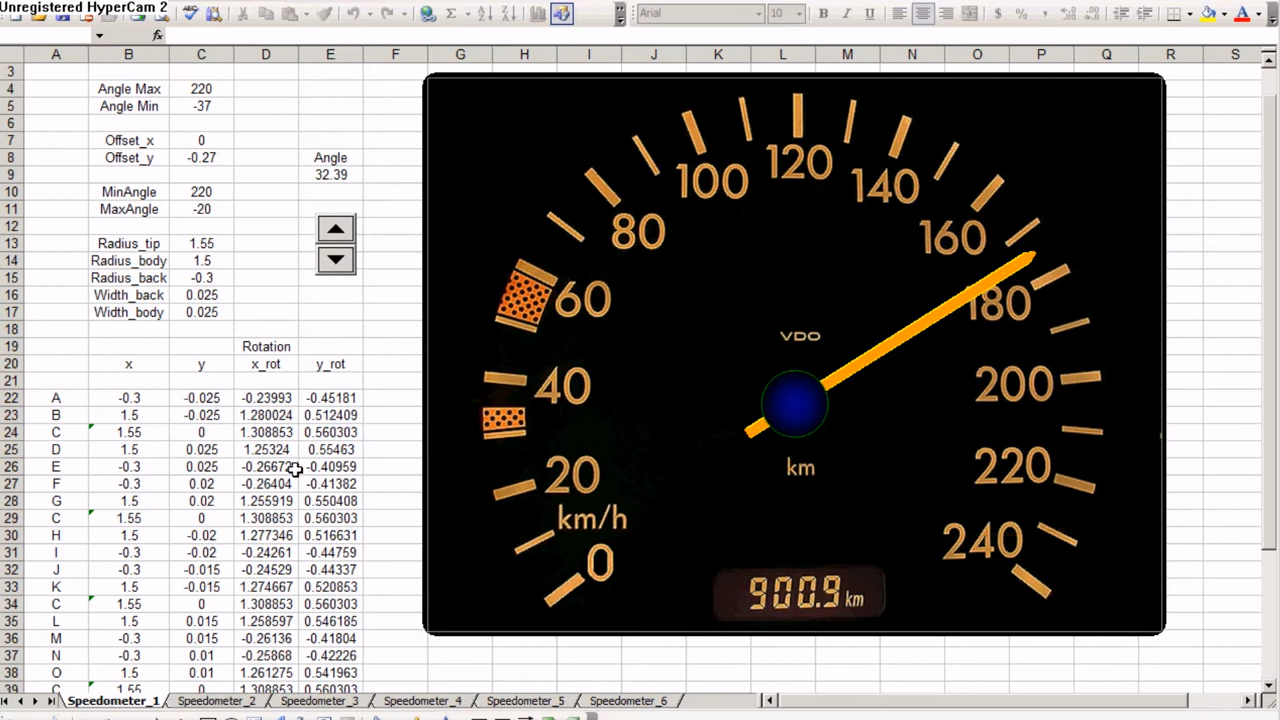 Unregistered HyperCam 2
Arial 10 B I U $ % ,
fx
A B C D E F G H I J K L M N O P Q R S
3
4 Angle Max 220
5 Angle Min -37
6
7 Offset_x 0
8 Offset_y -0.27 Angle
9 32.39
10 MinAngle 220
11 MaxAngle -20
12
13 Radius_tip 1.55
14 Radius_body 1.5
15 Radius_back -0.3
16 Width_back 0.025
17 Width_body 0.025
18
19 Rotation
20 x y x_rot y_rot
21
22 A -0.3 -0.025 -0.23993 -0.45181
23 B 1.5 -0.025 1.280024 0.512409
24 C 1.55 0 1.308853 0.560303
25 D 1.5 0.025 1.25324 0.55463
26 E -0.3 0.025 -0.26672 -0.40959
27 F -0.3 0.02 -0.26404 -0.41382
28 G 1.5 0.02 1.255919 0.550408
29 C 1.55 0 1.308853 0.560303
30 H 1.5 -0.02 1.277346 0.516631
31 I -0.3 -0.02 -0.24261 -0.44759
32 J -0.3 -0.015 -0.24529 -0.44337
33 K 1.5 -0.015 1.274667 0.520853
34 C 1.55 0 1.308853 0.560303
35 L 1.5 0.015 1.258597 0.546185
36 M -0.3 0.015 -0.26136 -0.41804
37 N -0.3 0.01 -0.25868 -0.42226
38 O 1.5 0.01 1.261275 0.541963
39 C 1.55 0 1.308853 0.560303
0
20
40
60
80
100
120
140
160
180
200
220
240
km/h
VDO
km
900.9 km
Speedometer_1 Speedometer_2 Speedometer_3 Speedometer_4 Speedometer_5 Speedometer_6